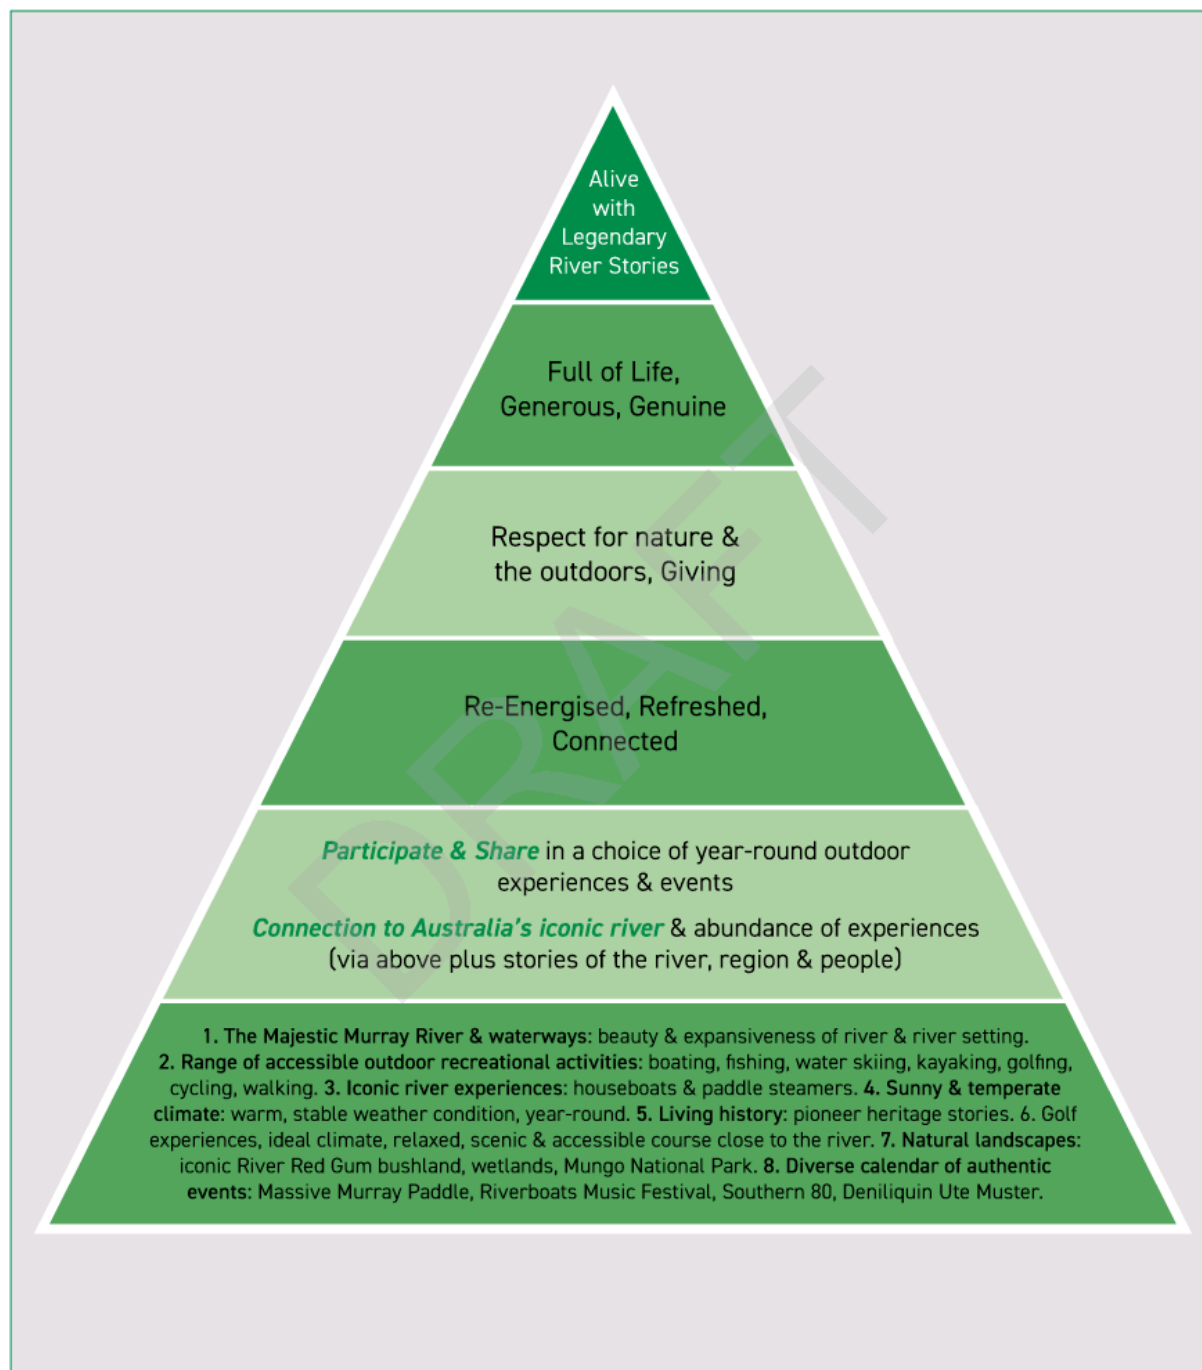 Alive
with
Legendary
River Stories
Full of Life,
Generous, Genuine
Respect for nature &
the outdoors, Giving
Re-Energised, Refreshed,
Connected
Participate & Share in a choice of year-round outdoor
experiences & events
Connection to Australia's iconic river & abundance of experiences
(via above plus stories of the river, region & people)
1. The Majestic Murray River & waterways: beauty & expansiveness of river & river setting.
2. Range of accessible outdoor recreational activities: boating, fishing, water skiing, kayaking, golfing,
cycling, walking. 3. Iconic river experiences: houseboats & paddle steamers. 4. Sunny & temperate
climate: warm, stable weather condition, year-round. 5. Living history: pioneer heritage stories. 6. Golf
experiences, ideal climate, relaxed, scenic & accessible course close to the river. 7. Natural landscapes:
iconic River Red Gum bushland, wetlands, Mungo National Park. 8. Diverse calendar of authentic
events: Massive Murray Paddle, Riverboats Music Festival, Southern 80, Deniliquin Ute Muster.
DRAFT